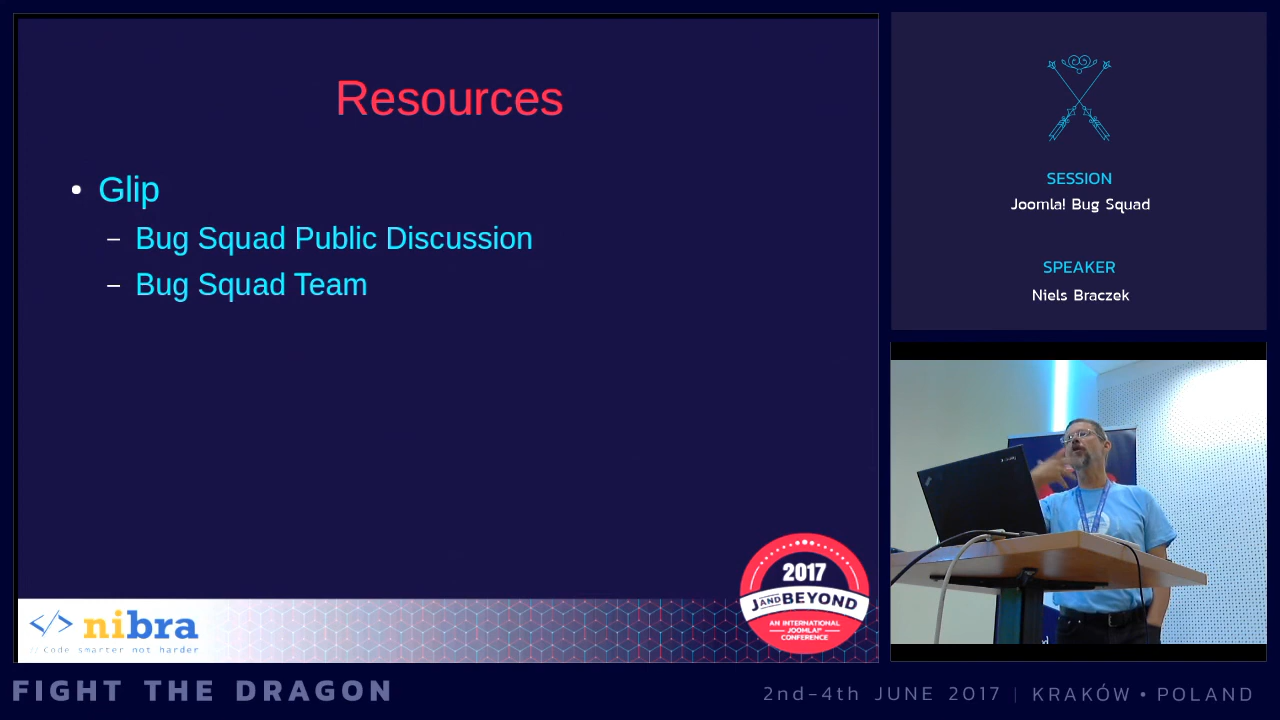 Resources
• Glip
– Bug Squad Public Discussion
– Bug Squad Team
</> nibra
// Code smarter not harder
2017
J AND BEYOND
AN INTERNATIONAL
JOOMLA!®
CONFERENCE
SESSION
Joomla! Bug Squad
SPEAKER
Niels Braczek
FIGHT THE DRAGON
2nd-4th JUNE 2017 | KRAKÓW • POLAND